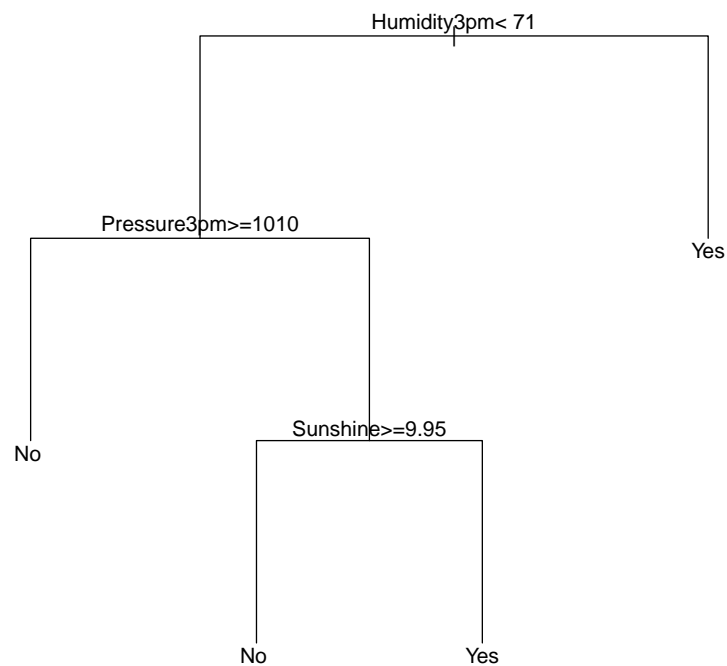 Humidity3pm< 71
Pressure3pm>=1010
Yes
Sunshine>=9.95
No
No
Yes